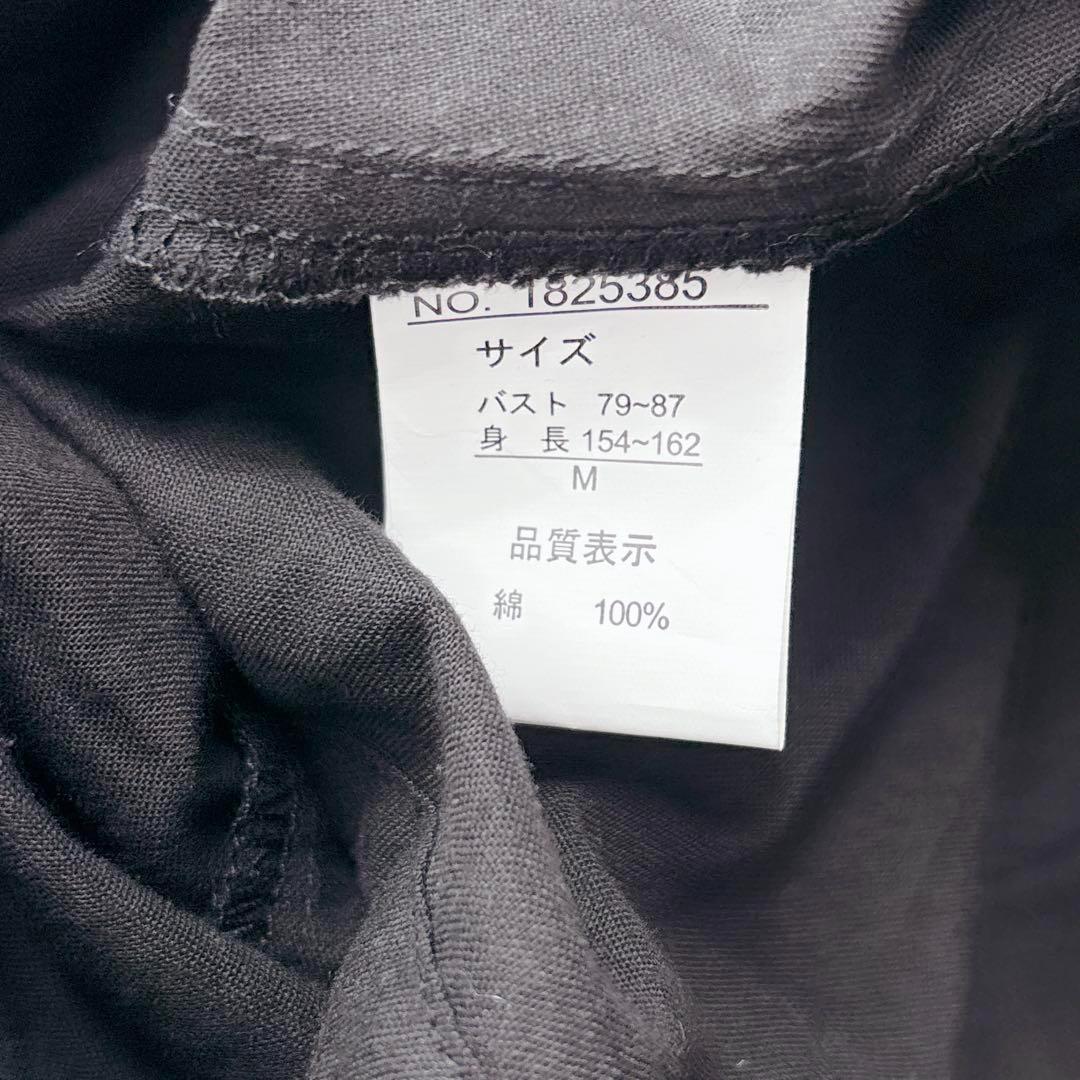 NO. 1825385
サイズ
バスト 79~87
身 長 154~162
M
品質表示
綿 100%